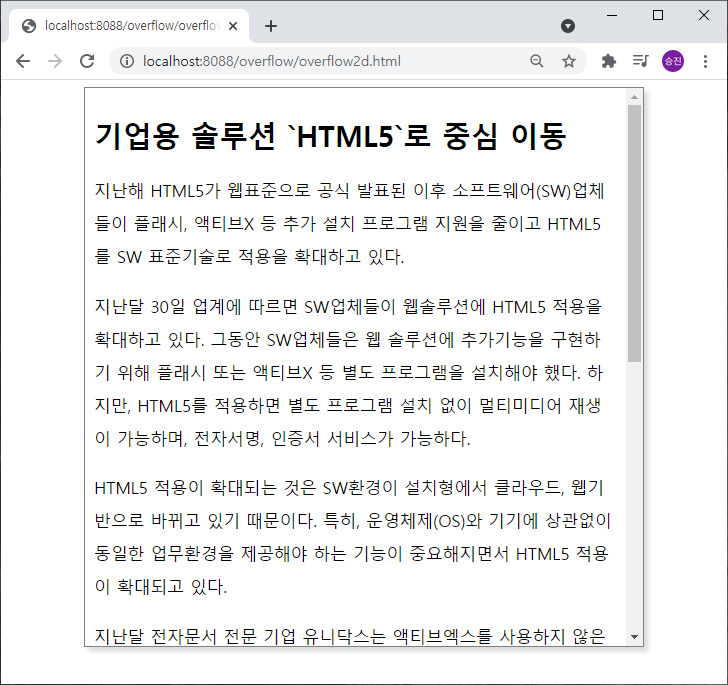 localhost:8088/overflow/overflow
localhost:8088/overflow/overflow2d.html
승진
기업용 솔루션 `HTML5`로 중심 이동
지난해 HTML5가 웹표준으로 공식 발표된 이후 소프트웨어(SW)업체
들이 플래시, 액티브X 등 추가 설치 프로그램 지원을 줄이고 HTML5
를 SW 표준기술로 적용을 확대하고 있다.
지난달 30일 업계에 따르면 SW업체들이 웹솔루션에 HTML5 적용을
확대하고 있다. 그동안 SW업체들은 웹 솔루션에 추가기능을 구현하
기 위해 플래시 또는 액티브X 등 별도 프로그램을 설치해야 했다. 하
지만, HTML5를 적용하면 별도 프로그램 설치 없이 멀티미디어 재생
이 가능하며, 전자서명, 인증서 서비스가 가능하다.
HTML5 적용이 확대되는 것은 SW환경이 설치형에서 클라우드, 웹기
반으로 바뀌고 있기 때문이다. 특히, 운영체제(OS)와 기기에 상관없이
동일한 업무환경을 제공해야 하는 기능이 중요해지면서 HTML5 적용
이 확대되고 있다.
지난달 전자문서 전문 기업 유니닥스는 액티브엑스를 사용하지 않은